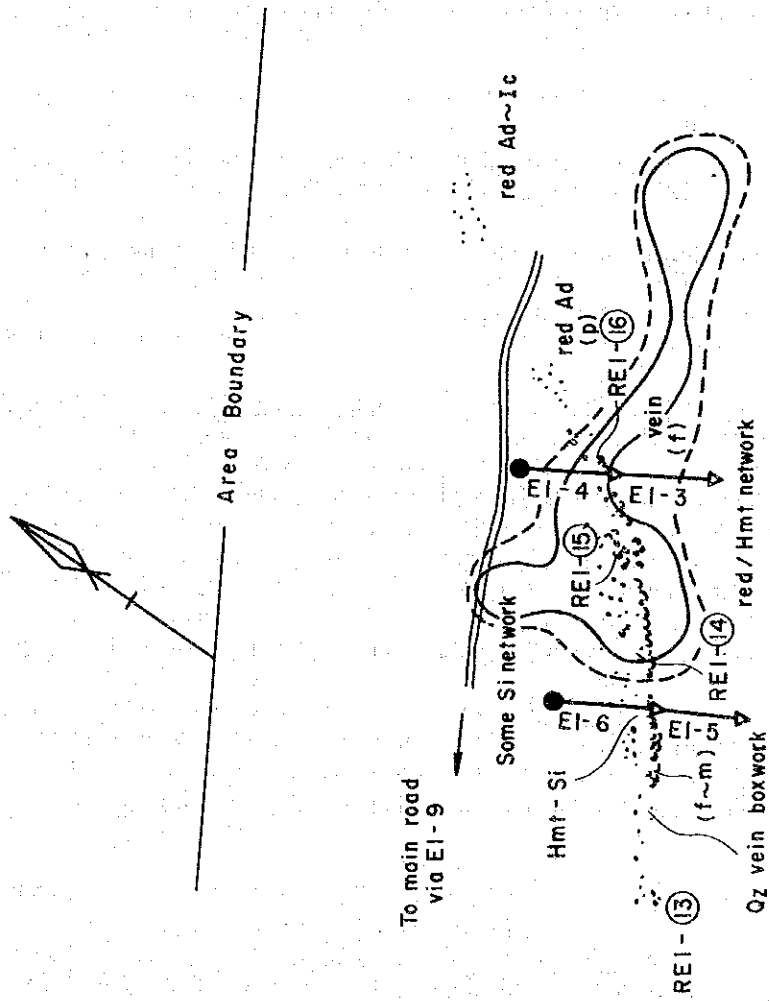 Area Boundary
red Ad~Ic
red Ad
(p)
REI-16
To main road
via EI-9
Some Si network
REI-15
EI-4
EI-3
vein
(f)
red / Hmt network
REI-14
EI-6
EI-5
Hmt-Si
(f~m)
Qz vein boxwork
REI-13